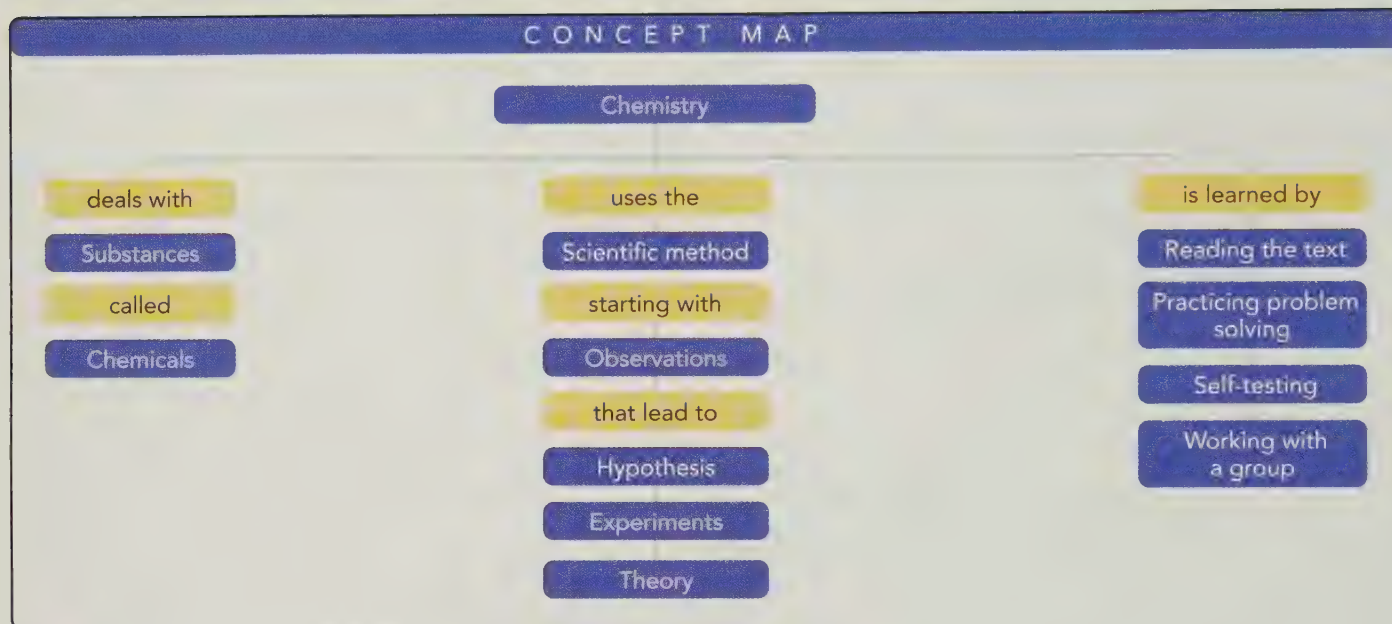 CONCEPT MAP
Chemistry
deals with
Substances
called
Chemicals
uses the
Scientific method
starting with
Observations
that lead to
Hypothesis
Experiments
Theory
is learned by
Reading the text
Practicing problem
solving
Self-testing
Working with
a group